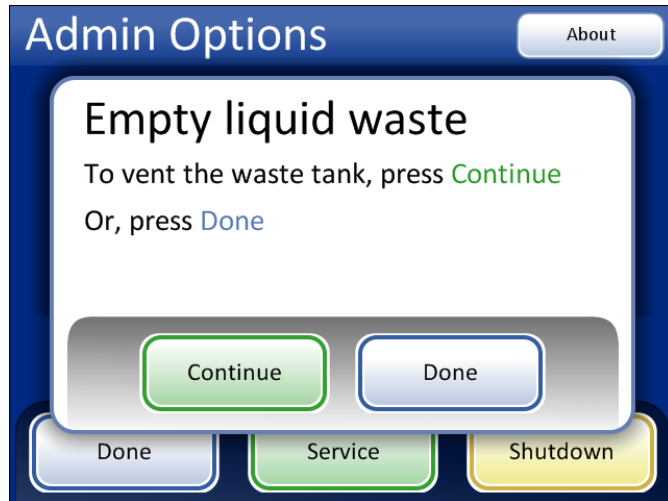 Admin Options
About
Empty liquid waste
To vent the waste tank, press Continue
Or, press Done
Continue
Done
Done
Service
Shutdown